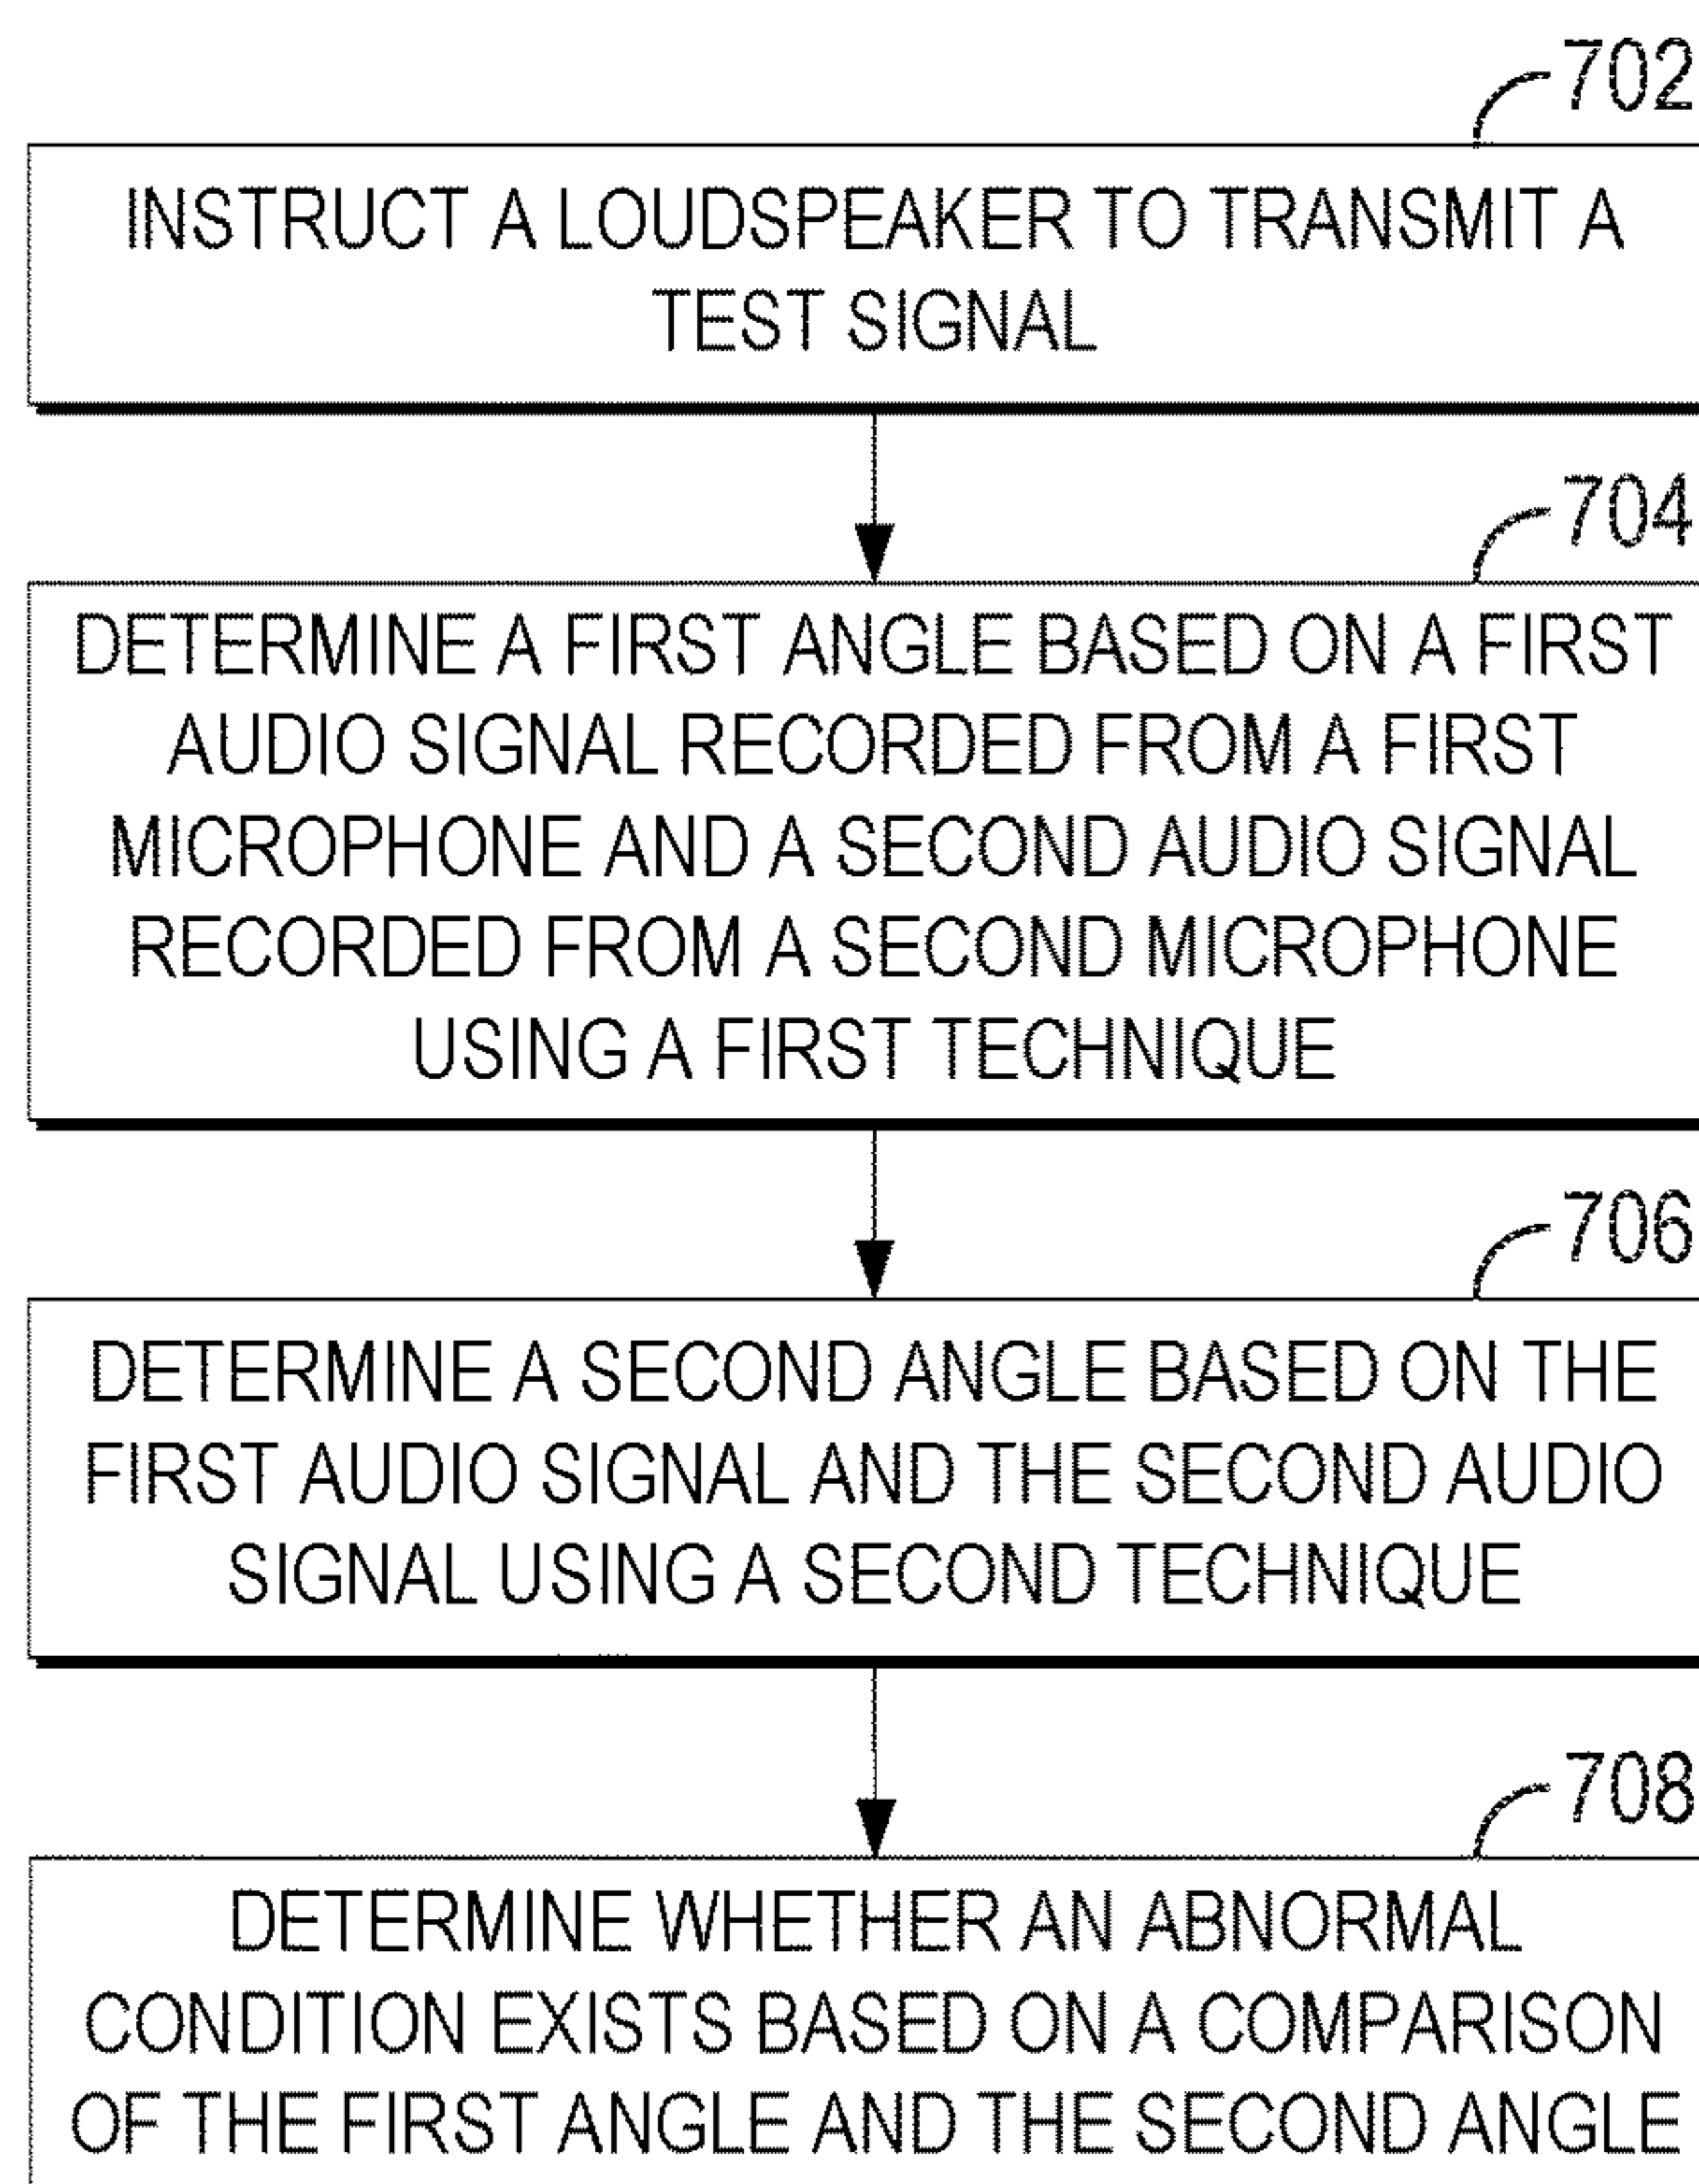 702
INSTRUCT A LOUDSPEAKER TO TRANSMIT A
TEST SIGNAL
704
DETERMINE A FIRST ANGLE BASED ON A FIRST
AUDIO SIGNAL RECORDED FROM A FIRST
MICROPHONE AND A SECOND AUDIO SIGNAL
RECORDED FROM A SECOND MICROPHONE
USING A FIRST TECHNIQUE
706
DETERMINE A SECOND ANGLE BASED ON THE
FIRST AUDIO SIGNAL AND THE SECOND AUDIO
SIGNAL USING A SECOND TECHNIQUE
708
DETERMINE WHETHER AN ABNORMAL
CONDITION EXISTS BASED ON A COMPARISON
OF THE FIRST ANGLE AND THE SECOND ANGLE